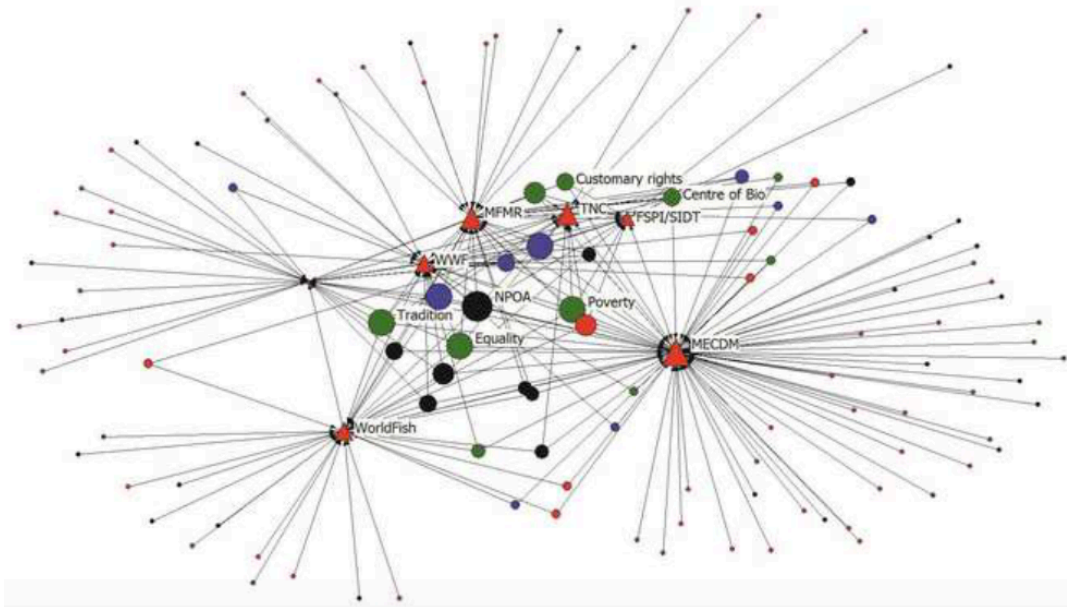 Customary rights
Centre of Bio
MFMR
TNC
FSPI/SIDT
WWF
NPOA
Poverty
Tradition
Equality
MECDM
WorldFish